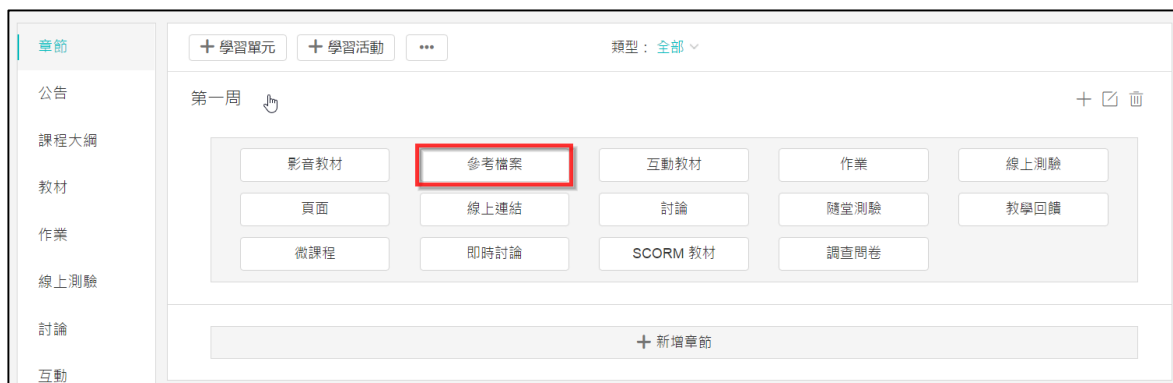 章節
公告
課程大綱
教材
作業
線上測驗
討論
互動
+ 學習單元 + 學習活動 ••• 類型： 全部
第一周
影音教材 參考檔案 互動教材 作業 線上測驗
頁面 線上連結 討論 隨堂測驗 教學回饋
微課程 即時討論 SCORM 教材 調查問卷
+ 新增章節